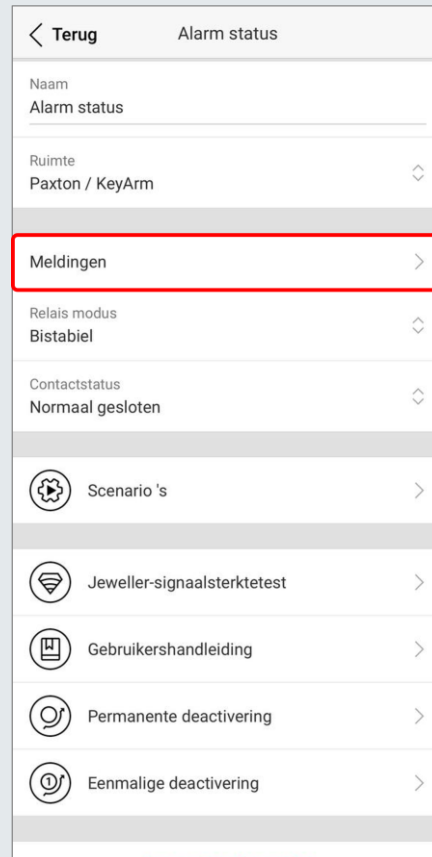 Terug Alarm status
Naam
Alarm status
Ruimte
Paxton / KeyArm
Meldingen
Relais modus
Bistabiel
Contactstatus
Normaal gesloten
Scenario 's
Jeweller-signaalsterktetest
Gebruikershandleiding
Permanente deactivering
1
Eenmalige deactivering